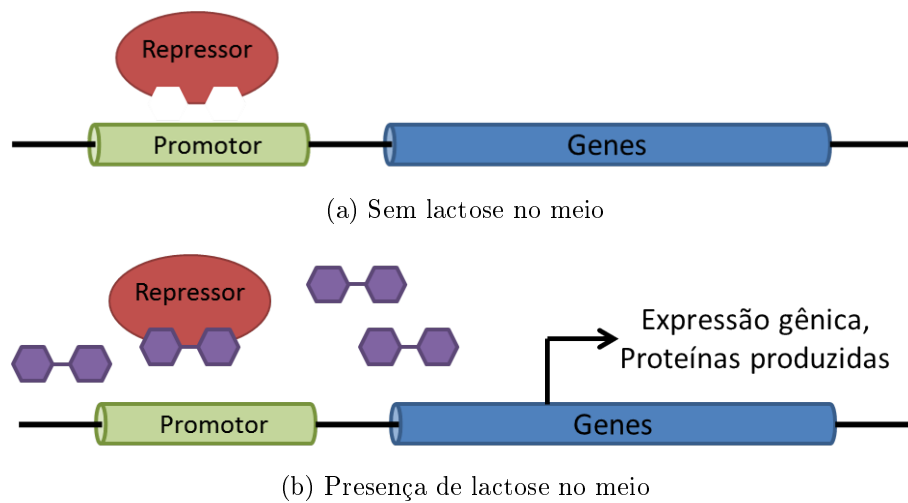 Repressor
Promotor
Genes
(a) Sem lactose no meio
Repressor
Expressão gênica,
Proteínas produzidas
Promotor
Genes
(b) Presença de lactose no meio